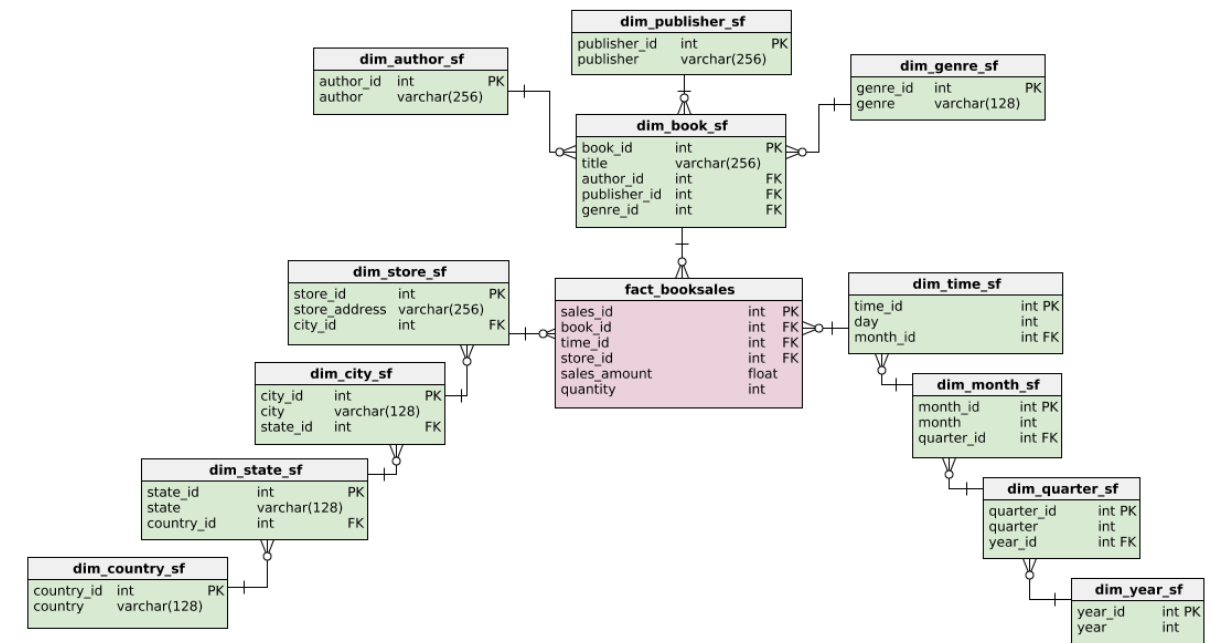 dim_publisher_sf
publisher_id int PK
publisher varchar(256)
dim_author_sf
author_id int PK
author varchar(256)
dim_genre_sf
genre_id int PK
genre varchar(128)
dim_book_sf
book_id int PK
title varchar(256)
author_id int FK
publisher_id int FK
genre_id int FK
dim_store_sf
store_id int PK
store_address varchar(256)
city_id int FK
fact_booksales
sales_id int PK
book_id int FK
time_id int FK
store_id int FK
sales_amount float
quantity int
dim_time_sf
time_id int PK
day int
month_id int FK
dim_city_sf
city_id int PK
city varchar(128)
state_id int FK
dim_month_sf
month_id int PK
month int
quarter_id int FK
dim_state_sf
state_id int PK
state varchar(128)
country_id int FK
dim_quarter_sf
quarter_id int PK
quarter int
year_id int FK
dim_country_sf
country_id int PK
country varchar(128)
dim_year_sf
year_id int PK
year int